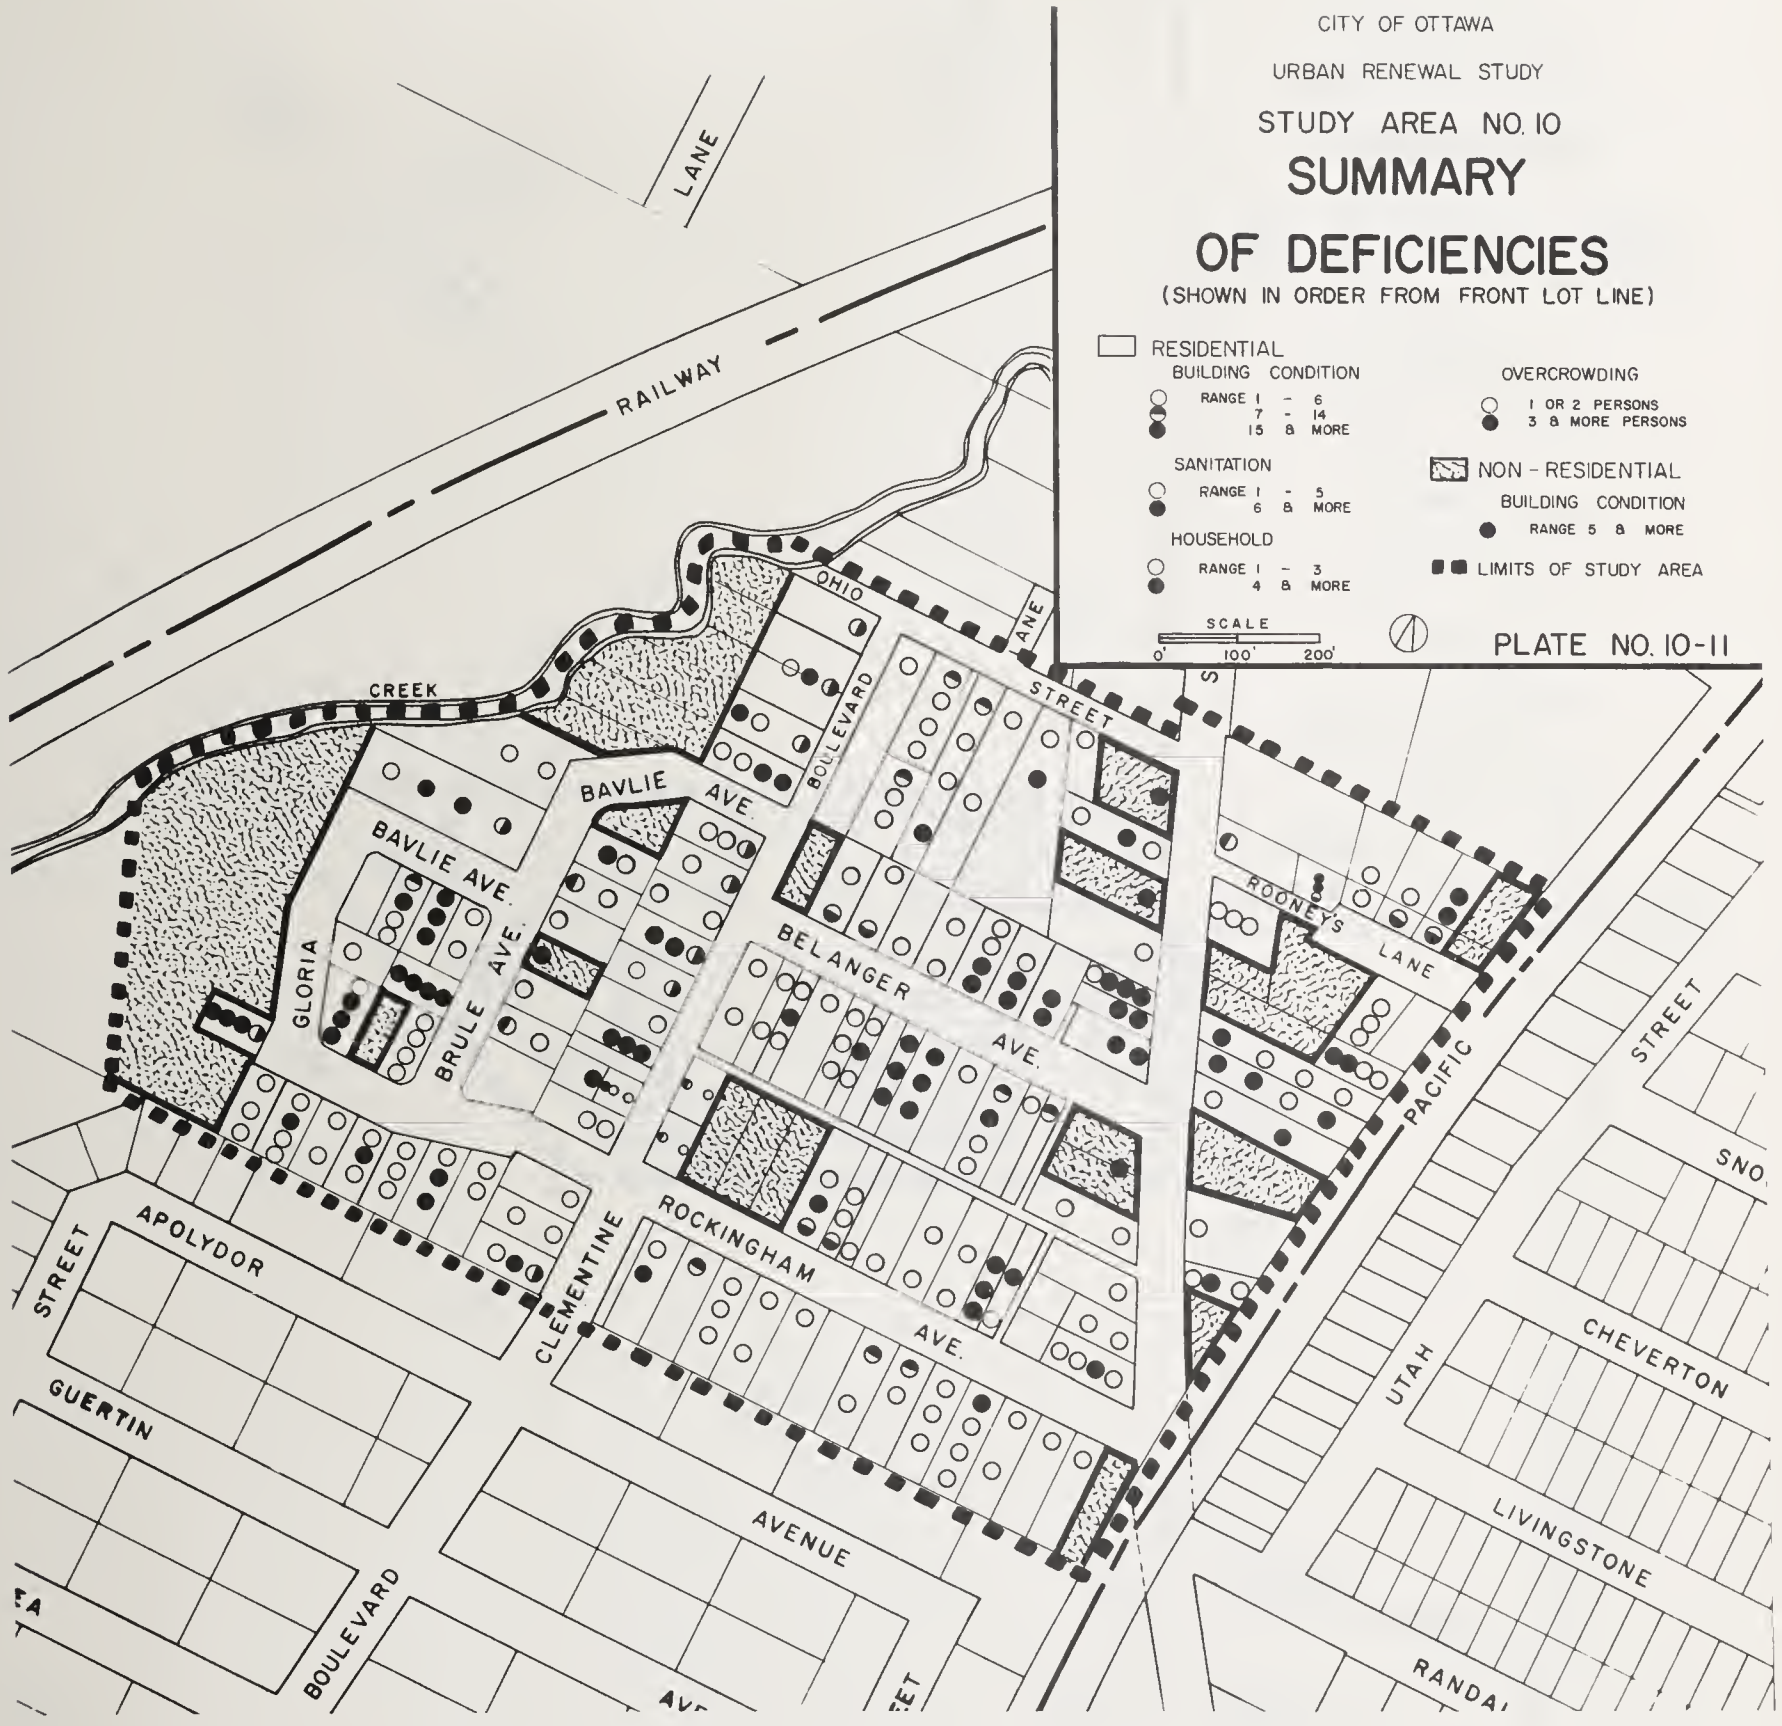 CITY OF OTTAWA
URBAN RENEWAL STUDY
STUDY AREA NO. 10
SUMMARY
OF DEFICIENCIES
(SHOWN IN ORDER FROM FRONT LOT LINE)
RESIDENTIAL
BUILDING CONDITION
RANGE 1 - 6
7 - 14
15 & MORE
SANITATION
RANGE 1 - 5
6 & MORE
HOUSEHOLD
RANGE 1 - 3
4 & MORE
OVERCROWDING
1 OR 2 PERSONS
3 & MORE PERSONS
NON - RESIDENTIAL
BUILDING CONDITION
RANGE 5 & MORE
LIMITS OF STUDY AREA
SCALE
0' 100' 200'
PLATE NO. 10-11
LANE
RAILWAY
CREEK
OHIO
STREET
BOULEVARD
ANE
S
BAVLIE AVE.
BAVLIE AVE.
GLORIA
BRULE AVE.
BELANGER AVE.
ROONEY'S LANE
PACIFIC
STREET
ROCKINGHAM AVE.
CLEMENTINE
BOULEVARD
APOLYDOR
AVENUE
STREET
GUERTIN
AVE
EET
UTAH
SNO
CHEVERTON
LIVINGSTONE
RANDAL